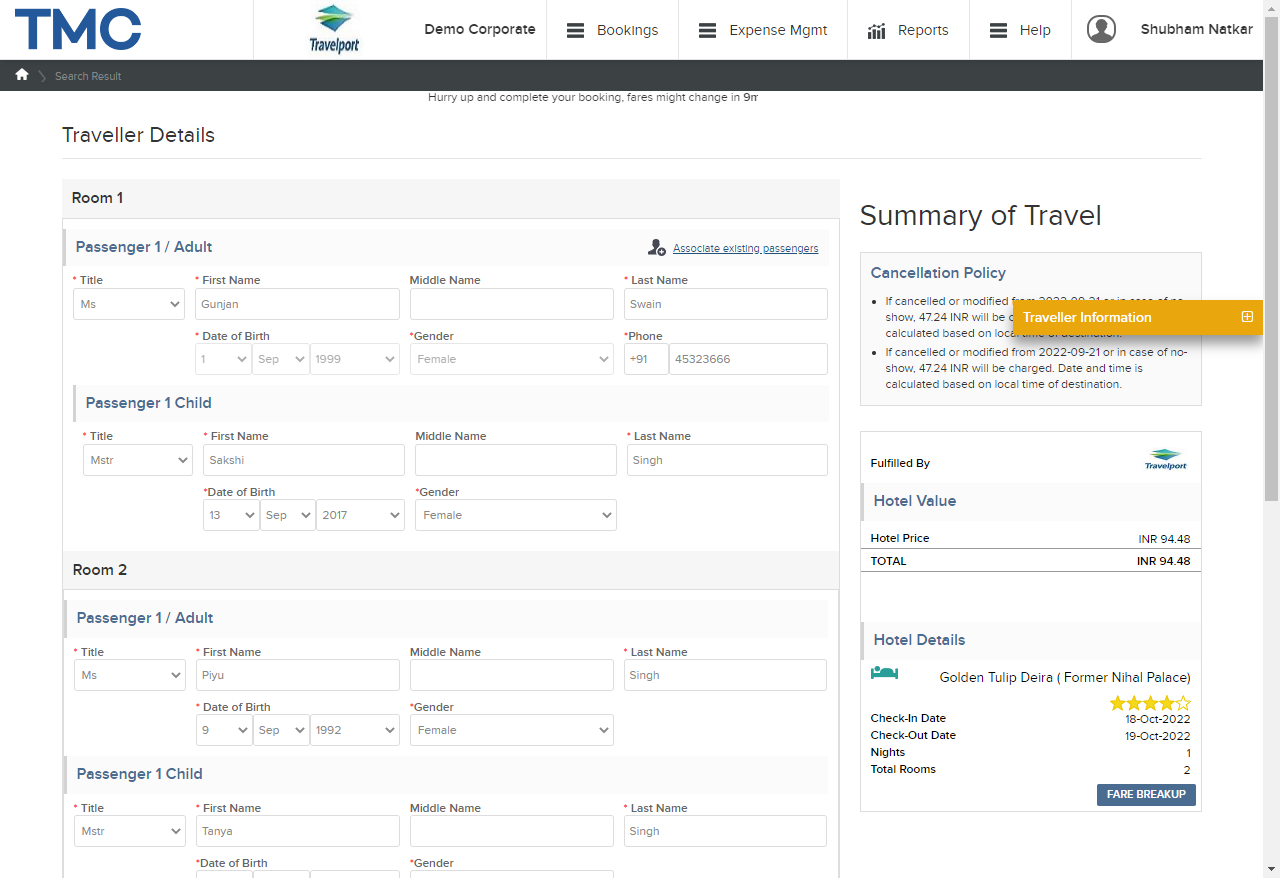 TMC
Travelport
Demo Corporate
Bookings
Expense Mgmt
Reports
Help
Shubham Natkar
Search Result
Hurry up and complete your booking, fares might change in 9m
Traveller Details
Room 1
Passenger 1 / Adult
Associate existing passengers
* Title
* First Name
Middle Name
* Last Name
Ms
Gunjan
Swain
* Date of Birth
*Gender
*Phone
1
Sep
1999
Female
+91
45323666
Passenger 1 Child
* Title
* First Name
Middle Name
* Last Name
Mstr
Sakshi
Singh
*Date of Birth
*Gender
13
Sep
2017
Female
Room 2
Passenger 1 / Adult
* Title
* First Name
Middle Name
* Last Name
Ms
Piyu
Singh
* Date of Birth
*Gender
9
Sep
1992
Female
Passenger 1 Child
* Title
* First Name
Middle Name
* Last Name
Mstr
Tanya
Singh
*Date of Birth
*Gender
Summary of Travel
Cancellation Policy
If cancelled or modified from 2022-09-21 or in case of no-
show, 47.24 INR will be
calculated based on local time of destination.
Traveller Information
If cancelled or modified from 2022-09-21 or in case of no-
show, 47.24 INR will be charged. Date and time is
calculated based on local time of destination.
Fulfilled By
Travelport
Hotel Value
Hotel Price
INR 94.48
TOTAL
INR 94.48
Hotel Details
Golden Tulip Deira ( Former Nihal Palace)
Check-In Date
18-Oct-2022
Check-Out Date
19-Oct-2022
Nights
1
Total Rooms
2
FARE BREAKUP